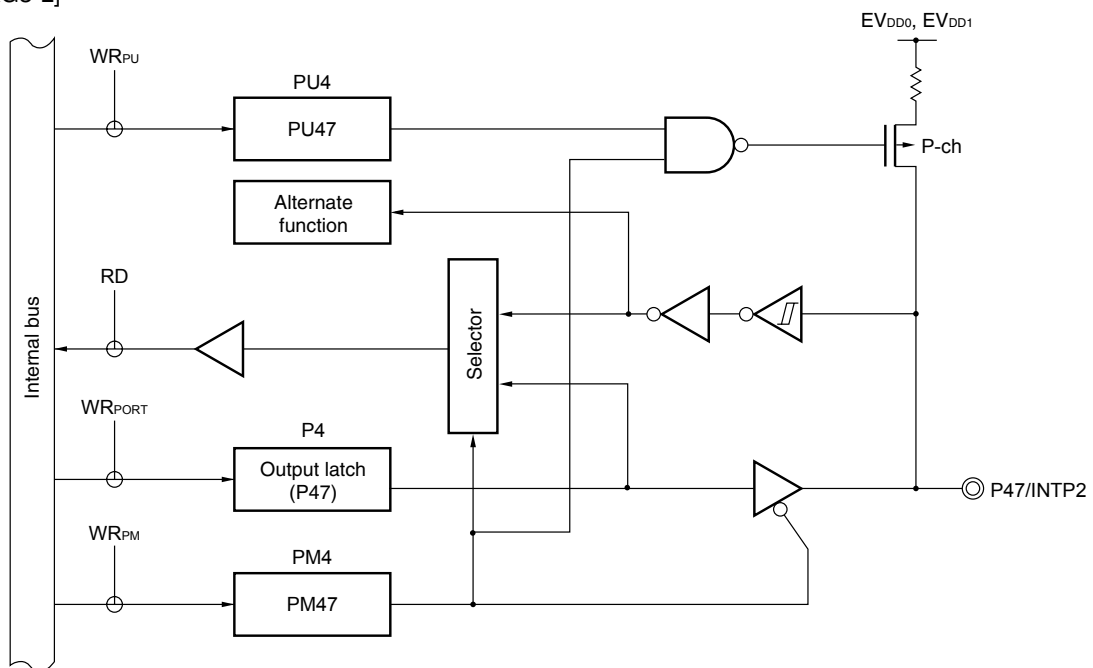 EVDD0, EVDD1
WRPU
PU4
PU47
P-ch
Alternate
function
RD
Selector
Internal bus
WRPORT
P4
Output latch
(P47)
P47/INTP2
WRPM
PM4
PM47